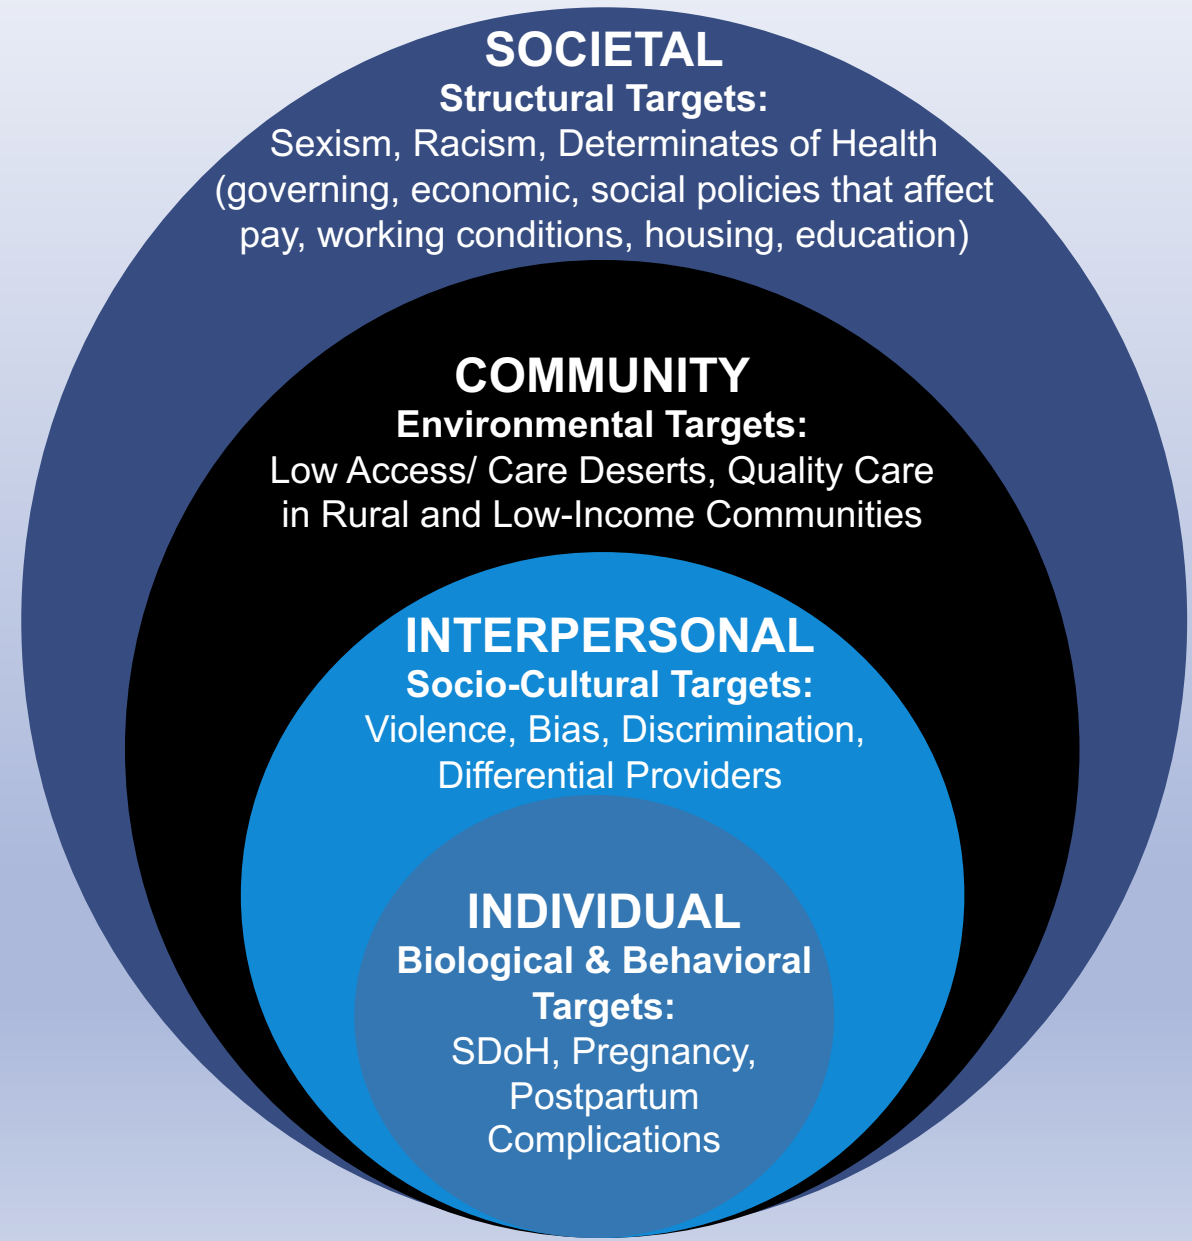 SOCIETAL
Structural Targets:
Sexism, Racism, Determinates of Health
(governing, economic, social policies that affect
pay, working conditions, housing, education)
COMMUNITY
Environmental Targets:
Low Access/ Care Deserts, Quality Care
in Rural and Low-Income Communities
INTERPERSONAL
Socio-Cultural Targets:
Violence, Bias, Discrimination,
Differential Providers
INDIVIDUAL
Biological & Behavioral
Targets:
SDoH, Pregnancy,
Postpartum
Complications